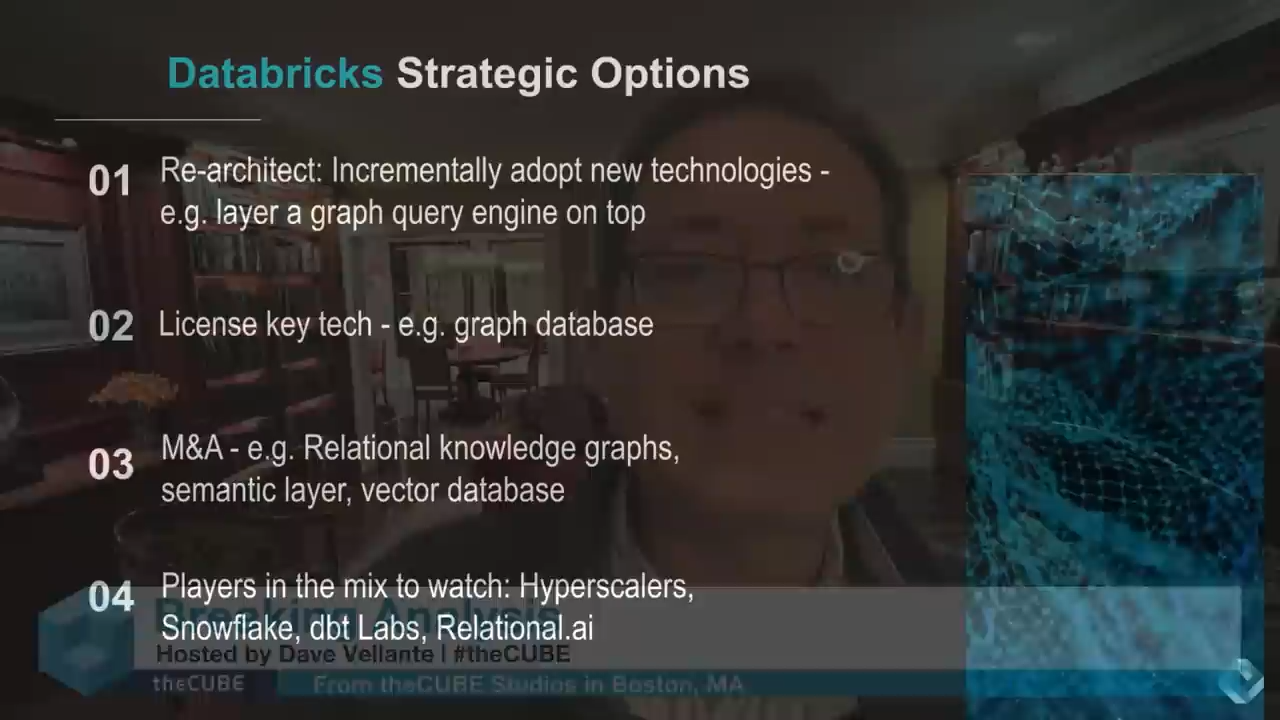 Databricks Strategic Options
01
Re-architect: Incrementally adopt new technologies -
e.g. layer a graph query engine on top
02
License key tech - e.g. graph database
03
M&A - e.g. Relational knowledge graphs,
semantic layer, vector database
04
Players in the mix to watch: Hyperscalers,
Snowflake, dbt Labs, Relational.ai
Breaking Analysis
Hosted by Dave Vellante | #theCUBE
theCUBE
From theCUBE Studios in Boston, MA